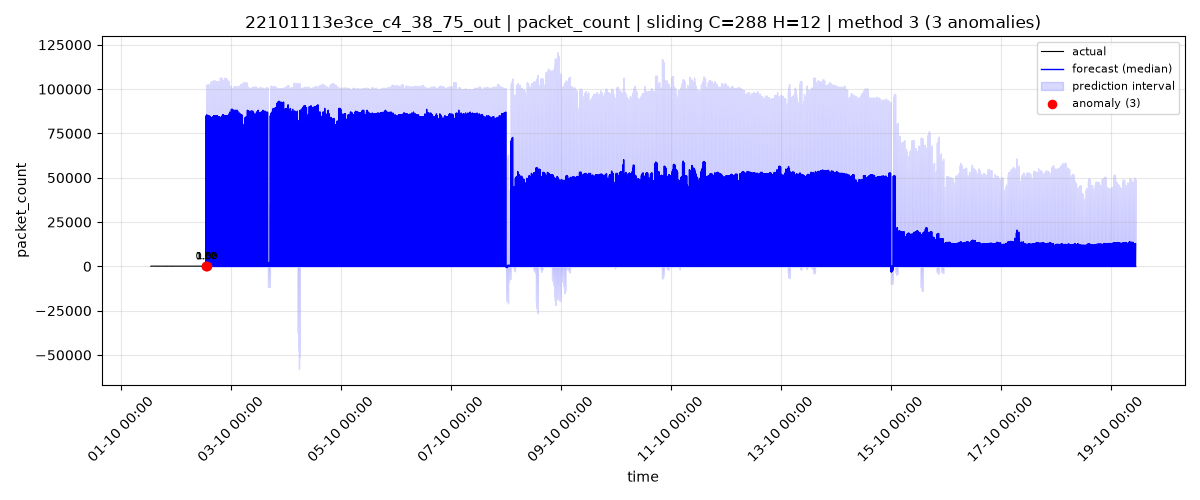 22101113e3ce_c4_38_75_out | packet_count | sliding C=288 H=12 | method 3 (3 anomalies)
packet_count
125000
100000
75000
50000
25000
0
−25000
−50000
actual
forecast (median)
prediction interval
anomaly (3)
01-10 00:00
03-10 00:00
05-10 00:00
07-10 00:00
09-10 00:00
11-10 00:00
13-10 00:00
15-10 00:00
17-10 00:00
19-10 00:00
time